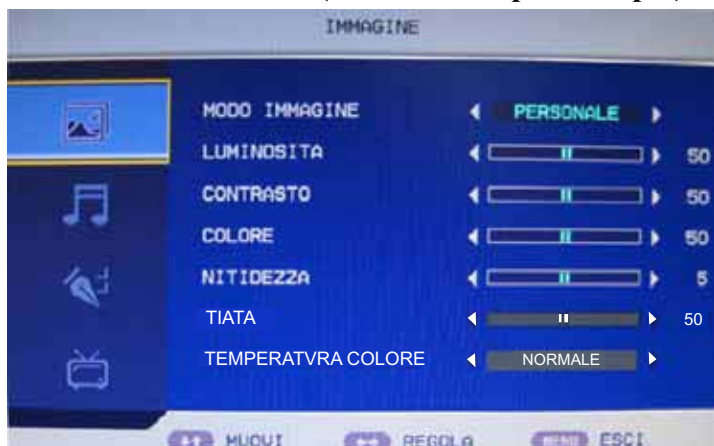 IMMAGINE
MODO IMMAGINE PERSONALE
LUMINOSITA 50
CONTRASTO 50
COLORE 50
NITIDEZZA 5
TIATA 50
TEMPERATVRA COLORE NORMALE
MUOVI REGOLA MENU ESCI